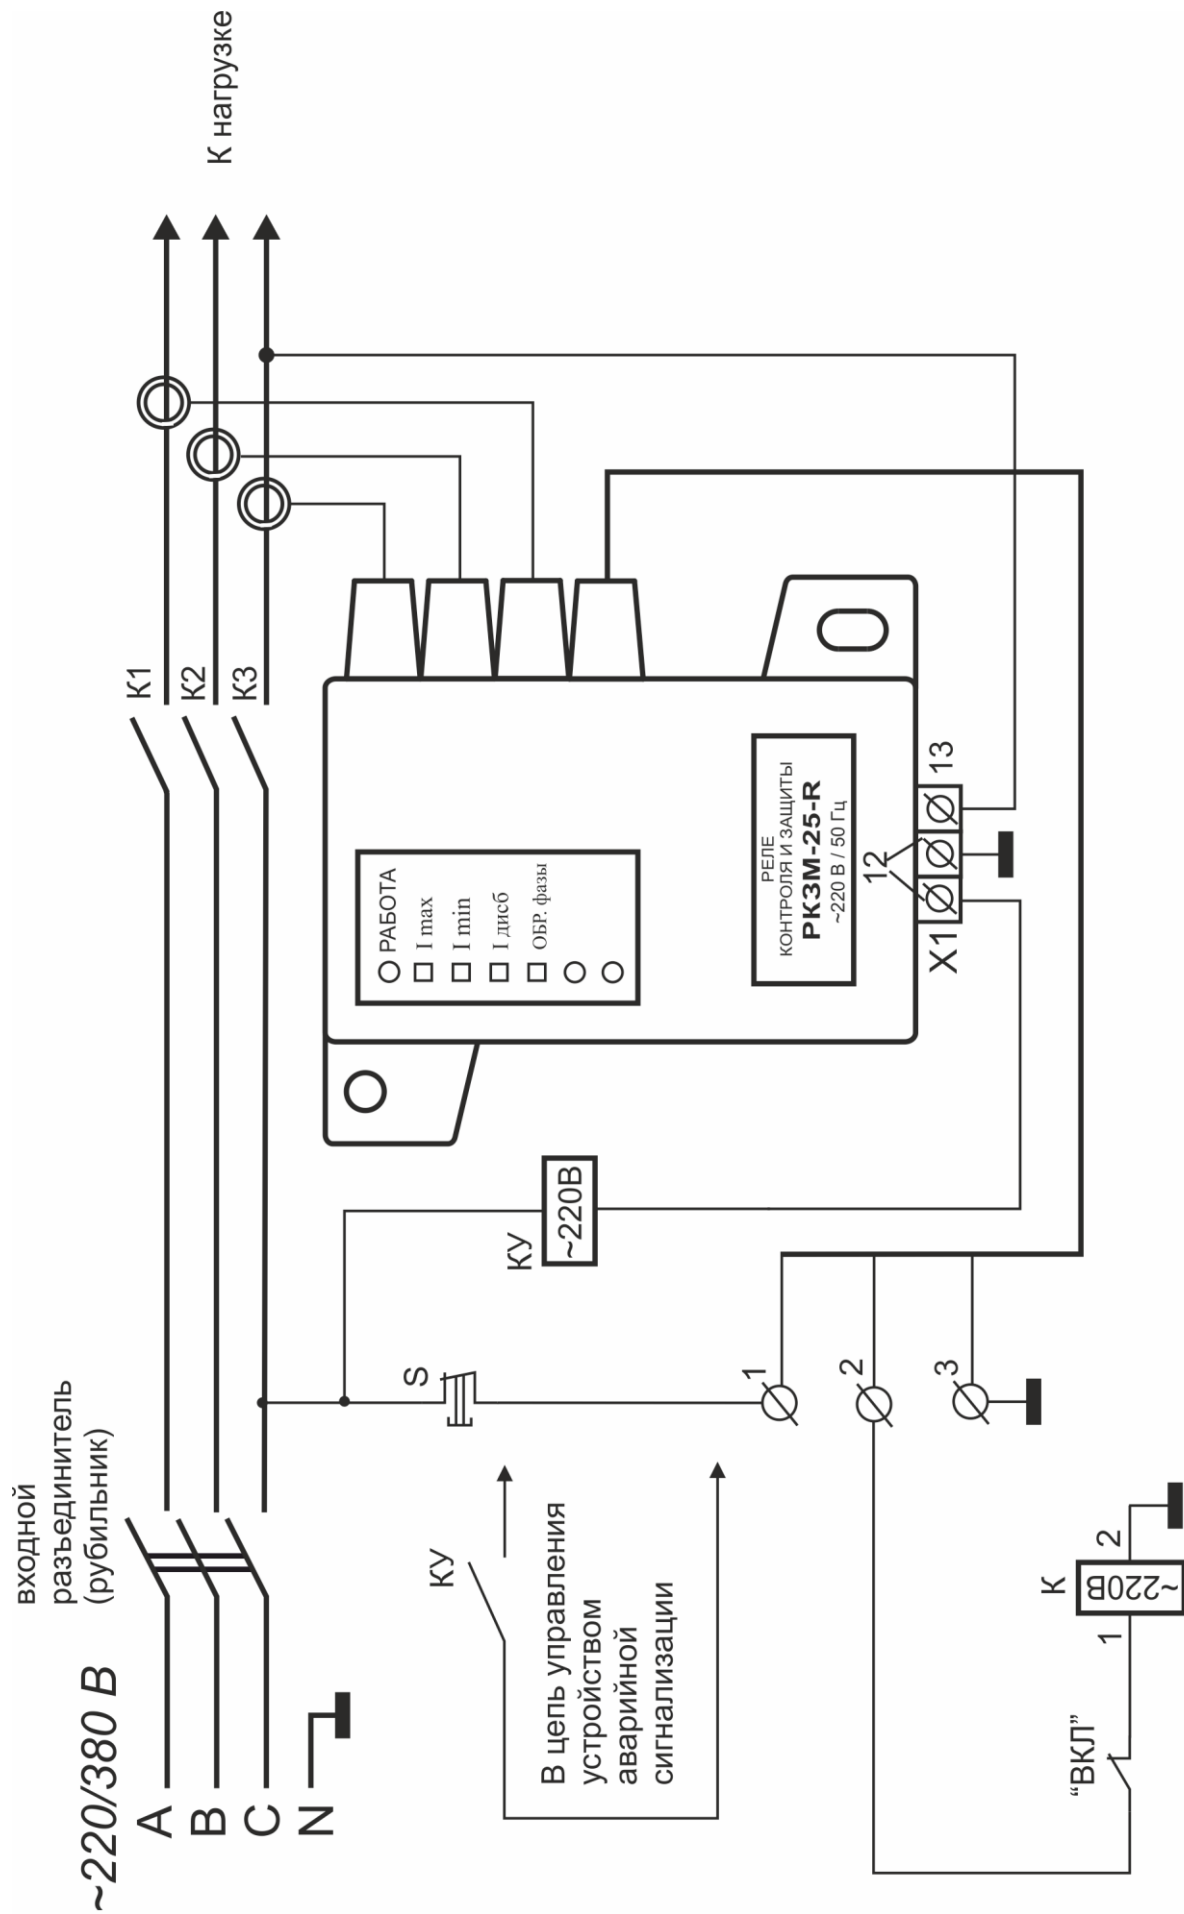 ~220/380 В
входной
разъединитель
(рубильник)
A
B
C
N
К1
К2
К3
К нагрузке
КУ
~220В
S
РАБОТА
I max
I min
I дисб
ОБР. фазы
РЕЛЕ
КОНТРОЛЯ И ЗАЩИТЫ
РКЗМ-25-R
~220 В / 50 Гц
X1
12
13
КУ
В цепь управления
устройством
аварийной
сигнализации
1
2
3
“ВКЛ”
1
К
~220В
2